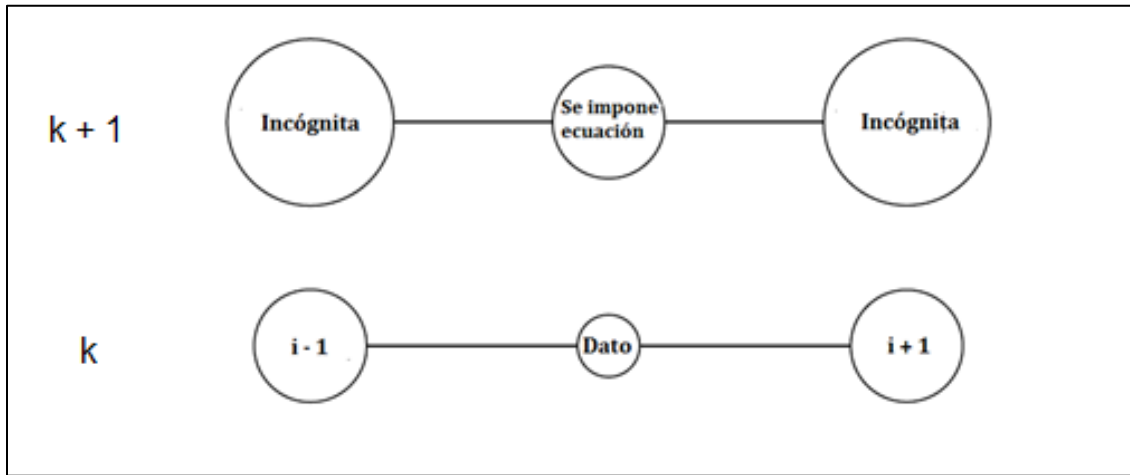 k + 1
Incógnita
Se impone
ecuación
Incógnita
k
i - 1
Dato
i + 1